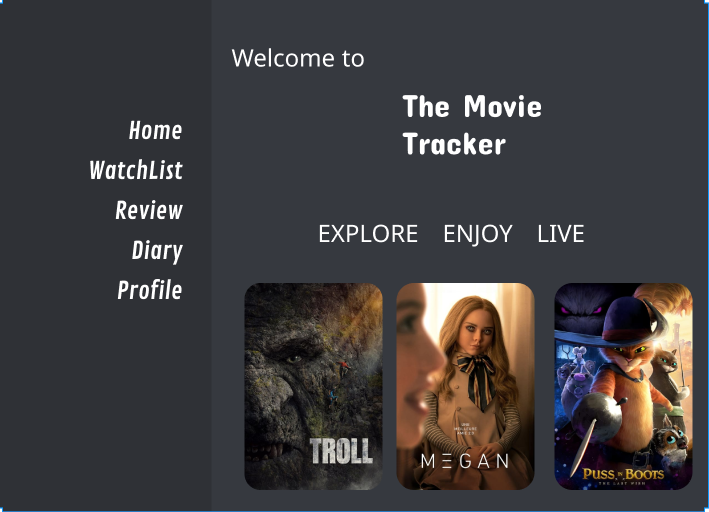 Welcome to
The Movie
Tracker
Home
WatchList
Review
Diary
Profile
EXPLORE ENJOY LIVE
TROLL
MEGAN
PUSS IN BOOTS
THE LAST WISH